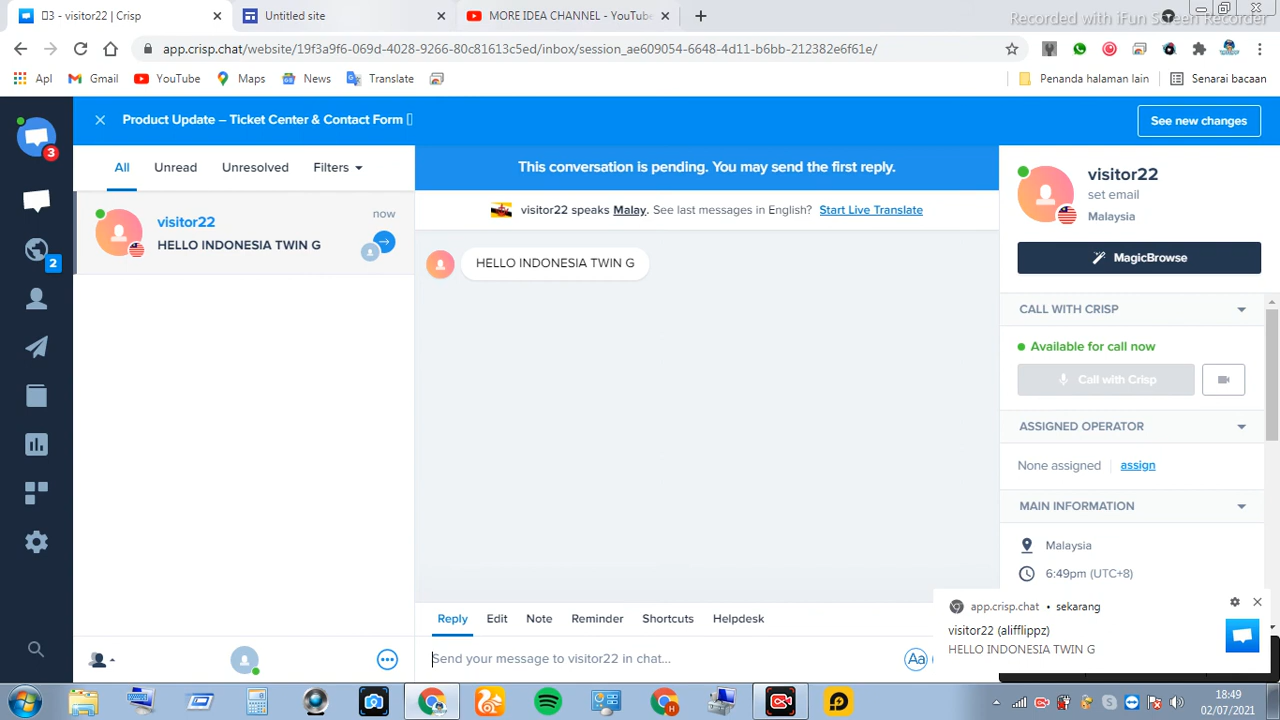 3 - visitor22 | Crisp
Untitled site
MORE IDEA CHANNEL - YouTube
Recorded with iFun Screen Recorder
app.crisp.chat/website/19f3a9f6-069d-4028-9266-80c81613c5ed/inbox/session_ae609054-6648-4d11-b6bb-212382e861e/
Apl
Gmail
YouTube
Maps
News
Translate
Penanda halaman lain
Senarai bacaan
Product Update – Ticket Center & Contact Form
See new changes
3
2
All
Unread
Unresolved
Filters
visitor22
now
HELLO INDONESIA TWIN G
This conversation is pending. You may send the first reply.
visitor22 speaks Malay. See last messages in English? Start Live Translate
HELLO INDONESIA TWIN G
visitor22
set email
Malaysia
MagicBrowse
CALL WITH CRISP
Available for call now
Call with Crisp
ASSIGNED OPERATOR
None assigned
assign
MAIN INFORMATION
Malaysia
6:49pm (UTC+8)
Reply
Edit
Note
Reminder
Shortcuts
Helpdesk
Send your message to visitor22 in chat...
Aa
app.crisp.chat • sekarang
visitor22 (alifflippz)
HELLO INDONESIA TWIN G
18:49
02/07/2021